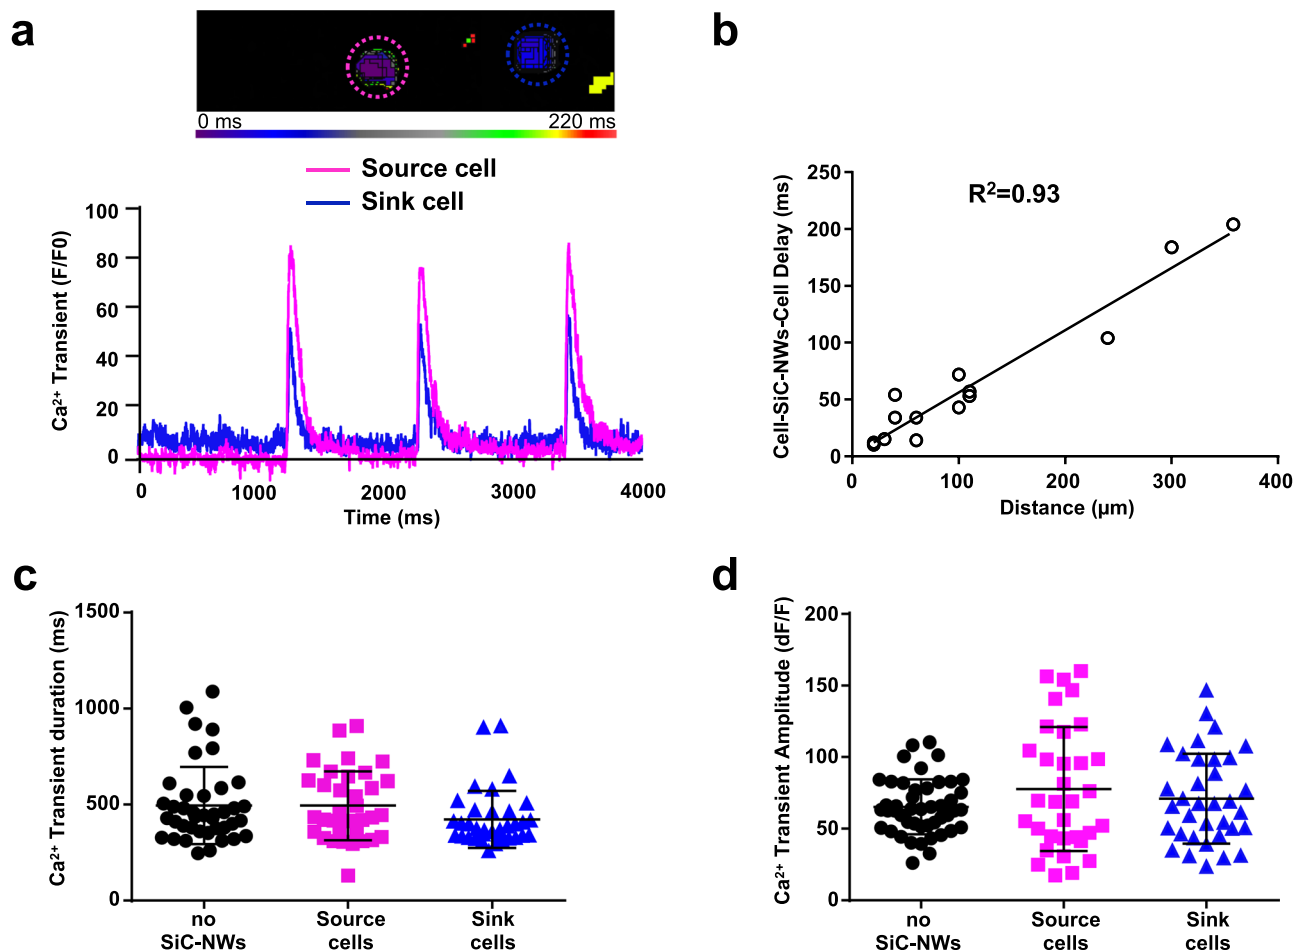 a
0 ms
220 ms
Source cell
Sink cell
Ca²⁺ Transient (F/F0)
100
80
60
40
20
0
0
1000
2000
3000
4000
Time (ms)
b
Cell-SiC-NWs-Cell Delay (ms)
250
200
150
100
50
0
R²=0.93
0
100
200
300
400
Distance (µm)
c
Ca²⁺ Transient duration (ms)
1500
1000
500
0
no
SiC-NWs
Source
cells
Sink
cells
d
Ca²⁺ Transient Amplitude (dF/F)
200
150
100
50
0
no
SiC-NWs
Source
cells
Sink
cells